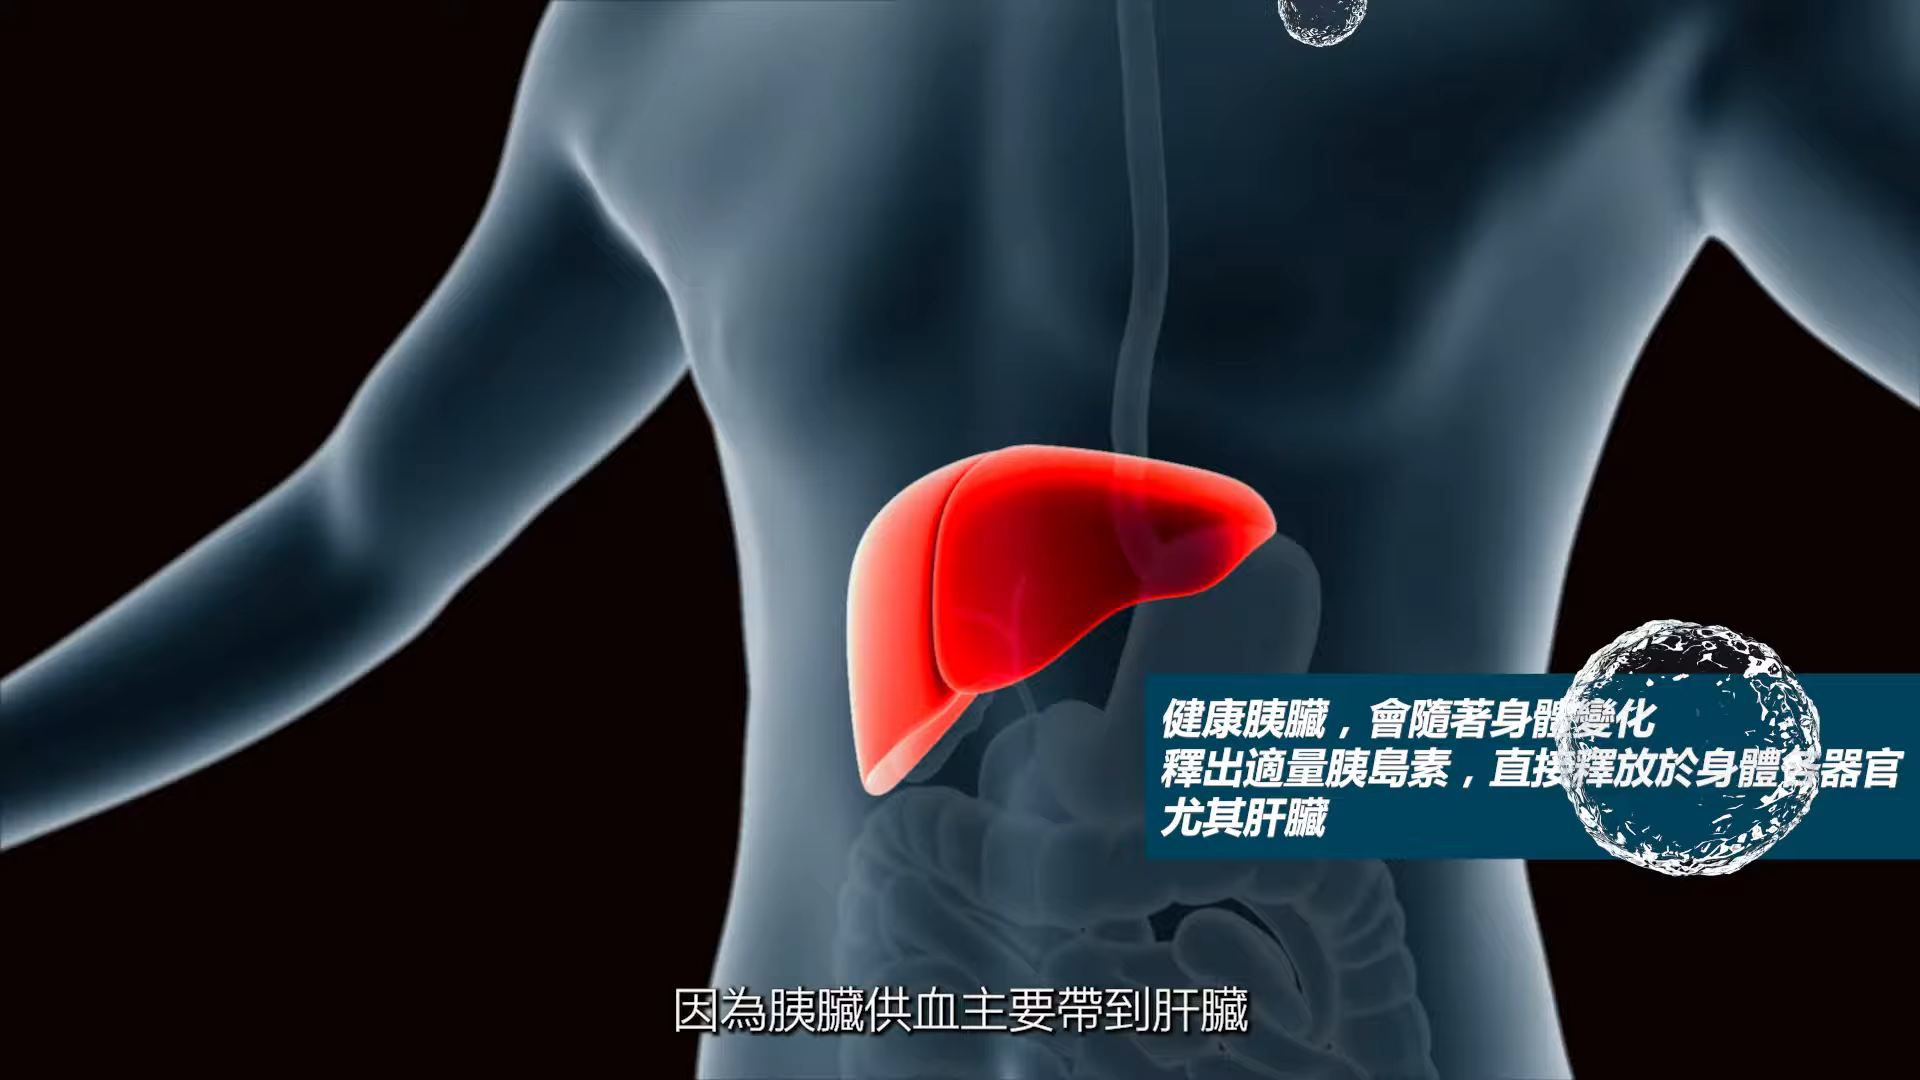 健康胰臟，會隨著身體變化
釋出適量胰島素，直接釋放於身體各器官
尤其肝臟
因為胰臟供血主要帶到肝臟